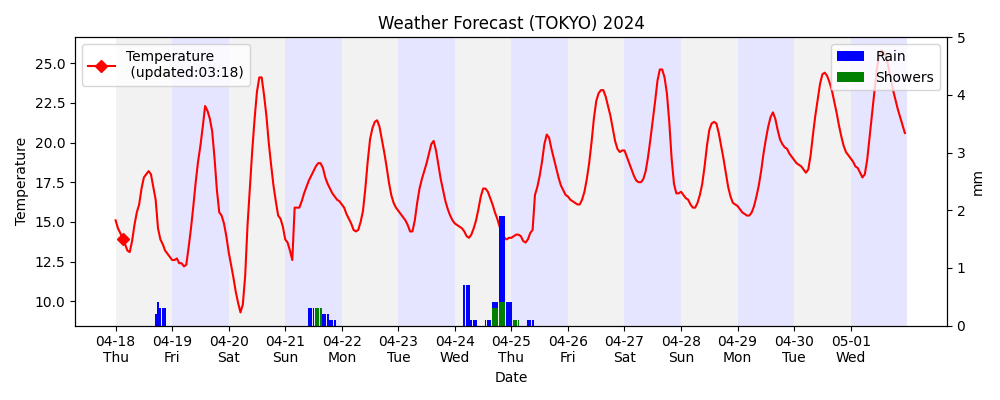 Weather Forecast (TOKYO) 2024
Temperature
(updated:03:18)
Rain
Showers
Temperature
25.0
22.5
20.0
17.5
15.0
12.5
10.0
5
4
3
2
1
0
mm
04-18 04-19 04-20 04-21 04-22 04-23 04-24 04-25 04-26 04-27 04-28 04-29 04-30 05-01
Thu Fri Sat Sun Mon Tue Wed Thu Fri Sat Sun Mon Tue Wed
Date